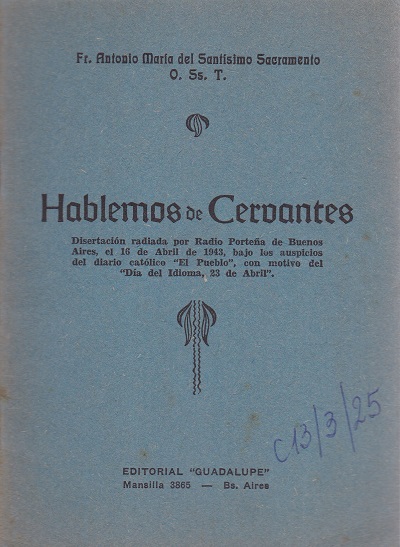 Fr. Antonio María del Santísimo Sacramento
O. Ss. T.
Hablemos de Cervantes
Disertación radiada por Radio Porteña de Buenos
Aires, el 16 de Abril de 1943, bajo los auspicios
del diario católico "El Pueblo", con motivo del
"Día del Idioma, 23 de Abril".
C13/3/25
EDITORIAL "GUADALUPE"
Mansilla 3865 — Bs. Aires